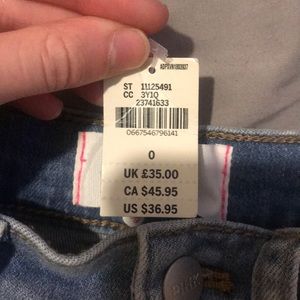 ST 11125491
CC 3Y1Q
23741633
0667546796141
0
UK £35.00
CA $45.95
US $36.95